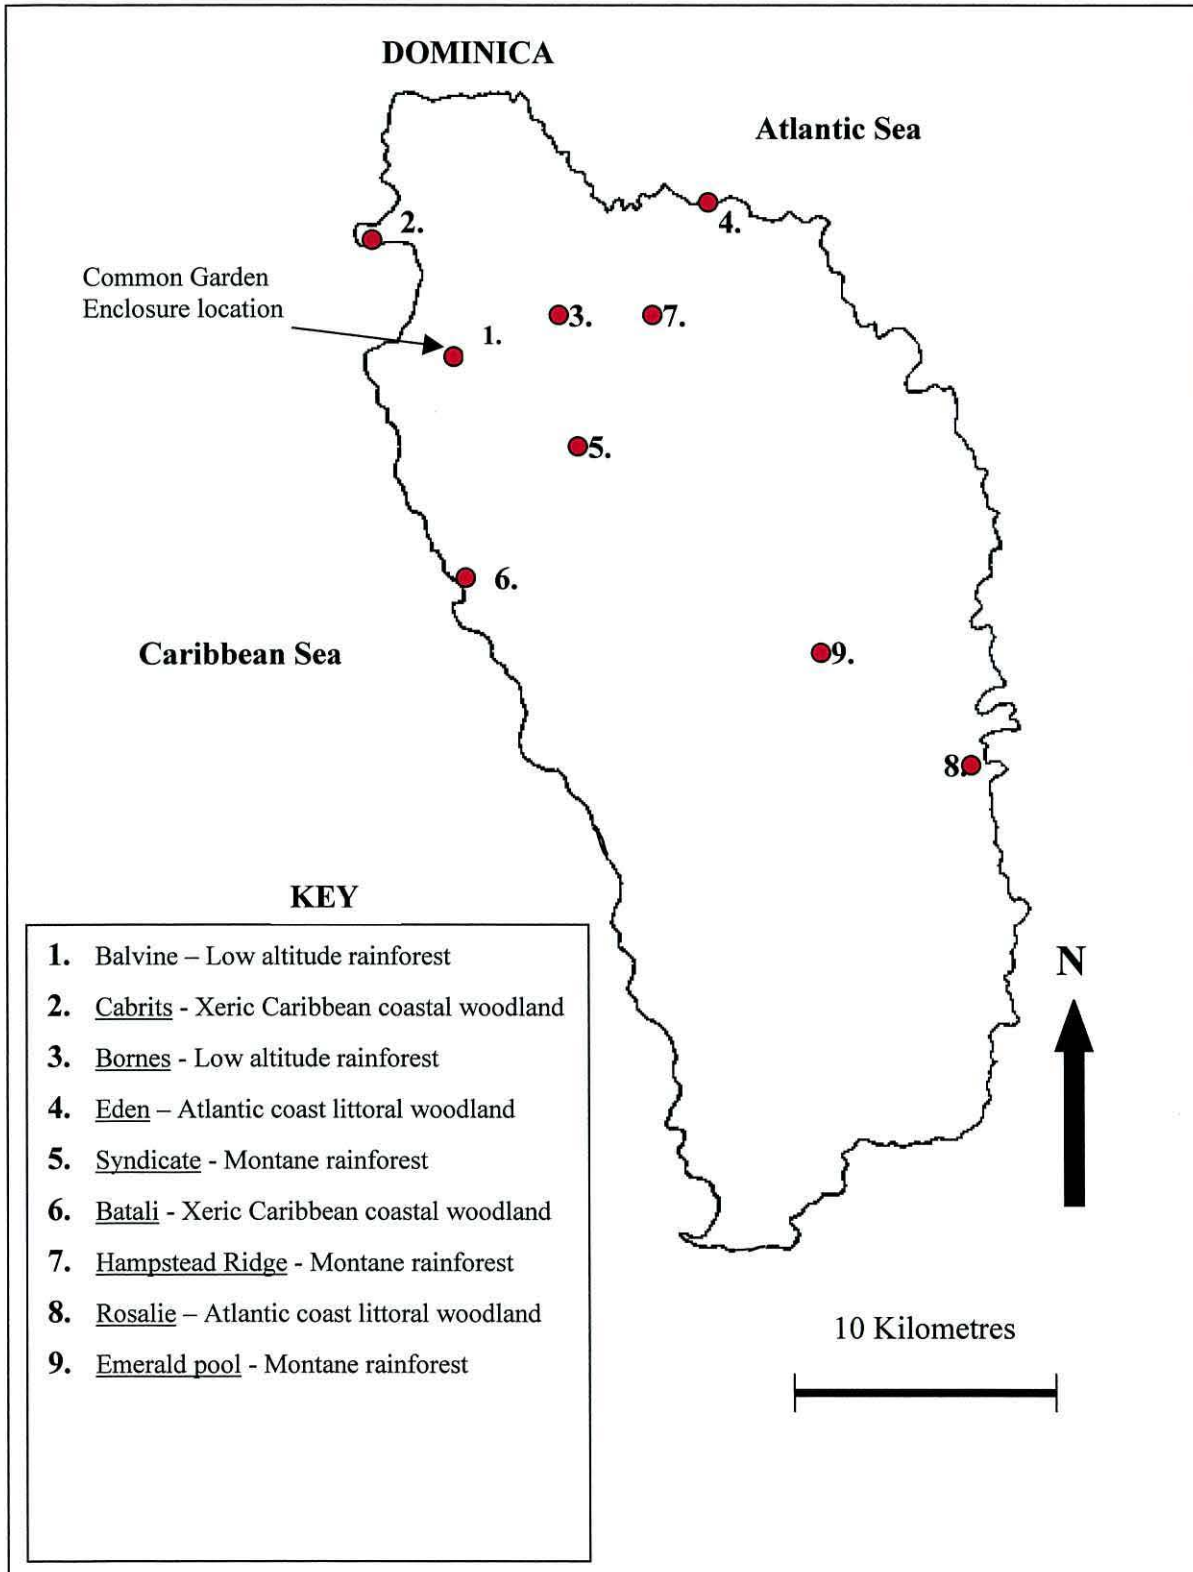 DOMINICA
Atlantic Sea
2.
4.
Common Garden
Enclosure location
3.
7.
1.
5.
6.
Caribbean Sea
9.
8.
KEY
1. Balvine – Low altitude rainforest
2. Cabrits - Xeric Caribbean coastal woodland
3. Bornes - Low altitude rainforest
4. Eden – Atlantic coast littoral woodland
5. Syndicate - Montane rainforest
6. Batali - Xeric Caribbean coastal woodland
7. Hampstead Ridge - Montane rainforest
8. Rosalie – Atlantic coast littoral woodland
9. Emerald pool - Montane rainforest
N
10 Kilometres